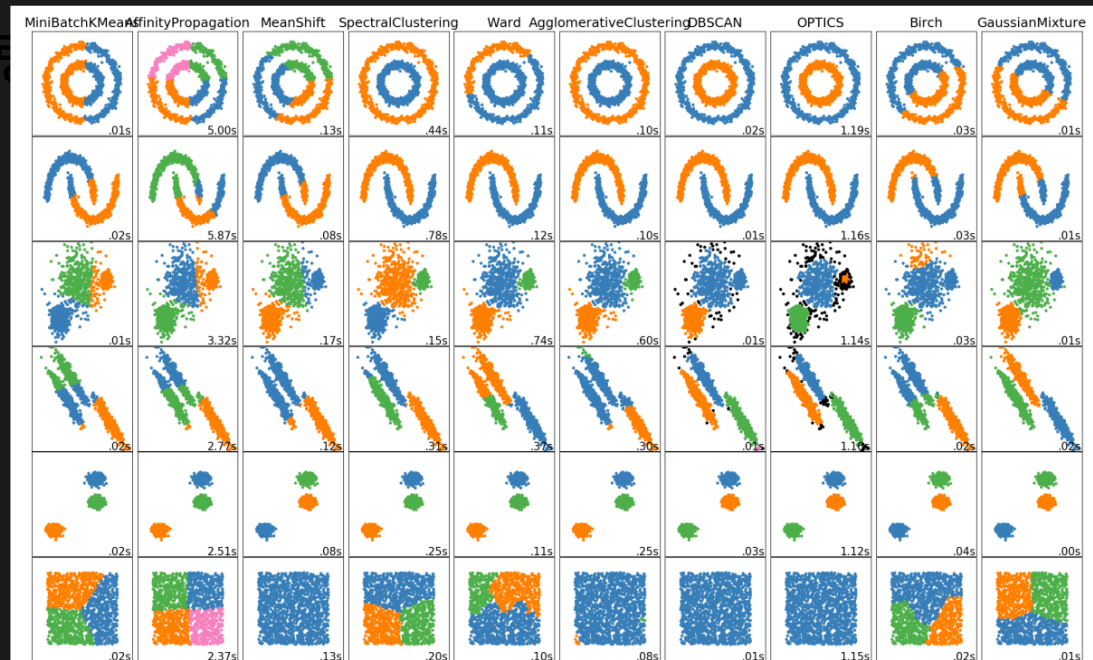 MiniBatchKMeans AffinityPropagation MeanShift SpectralClustering Ward AgglomerativeClustering DBSCAN OPTICS Birch GaussianMixture
.01s 5.00s .13s .44s .11s .10s .02s 1.19s .03s .01s
.02s 5.87s .08s .78s .12s .10s .01s 1.16s .03s .01s
.01s 3.32s .17s .15s .74s .60s .01s 1.14s .03s .01s
.02s 2.77s .12s .31s .37s .30s .01s .02s .02s
.02s 2.51s .08s .25s .11s .25s .03s 1.12s .04s .00s
.02s 2.37s .13s .20s .10s .08s .01s 1.15s .02s .01s